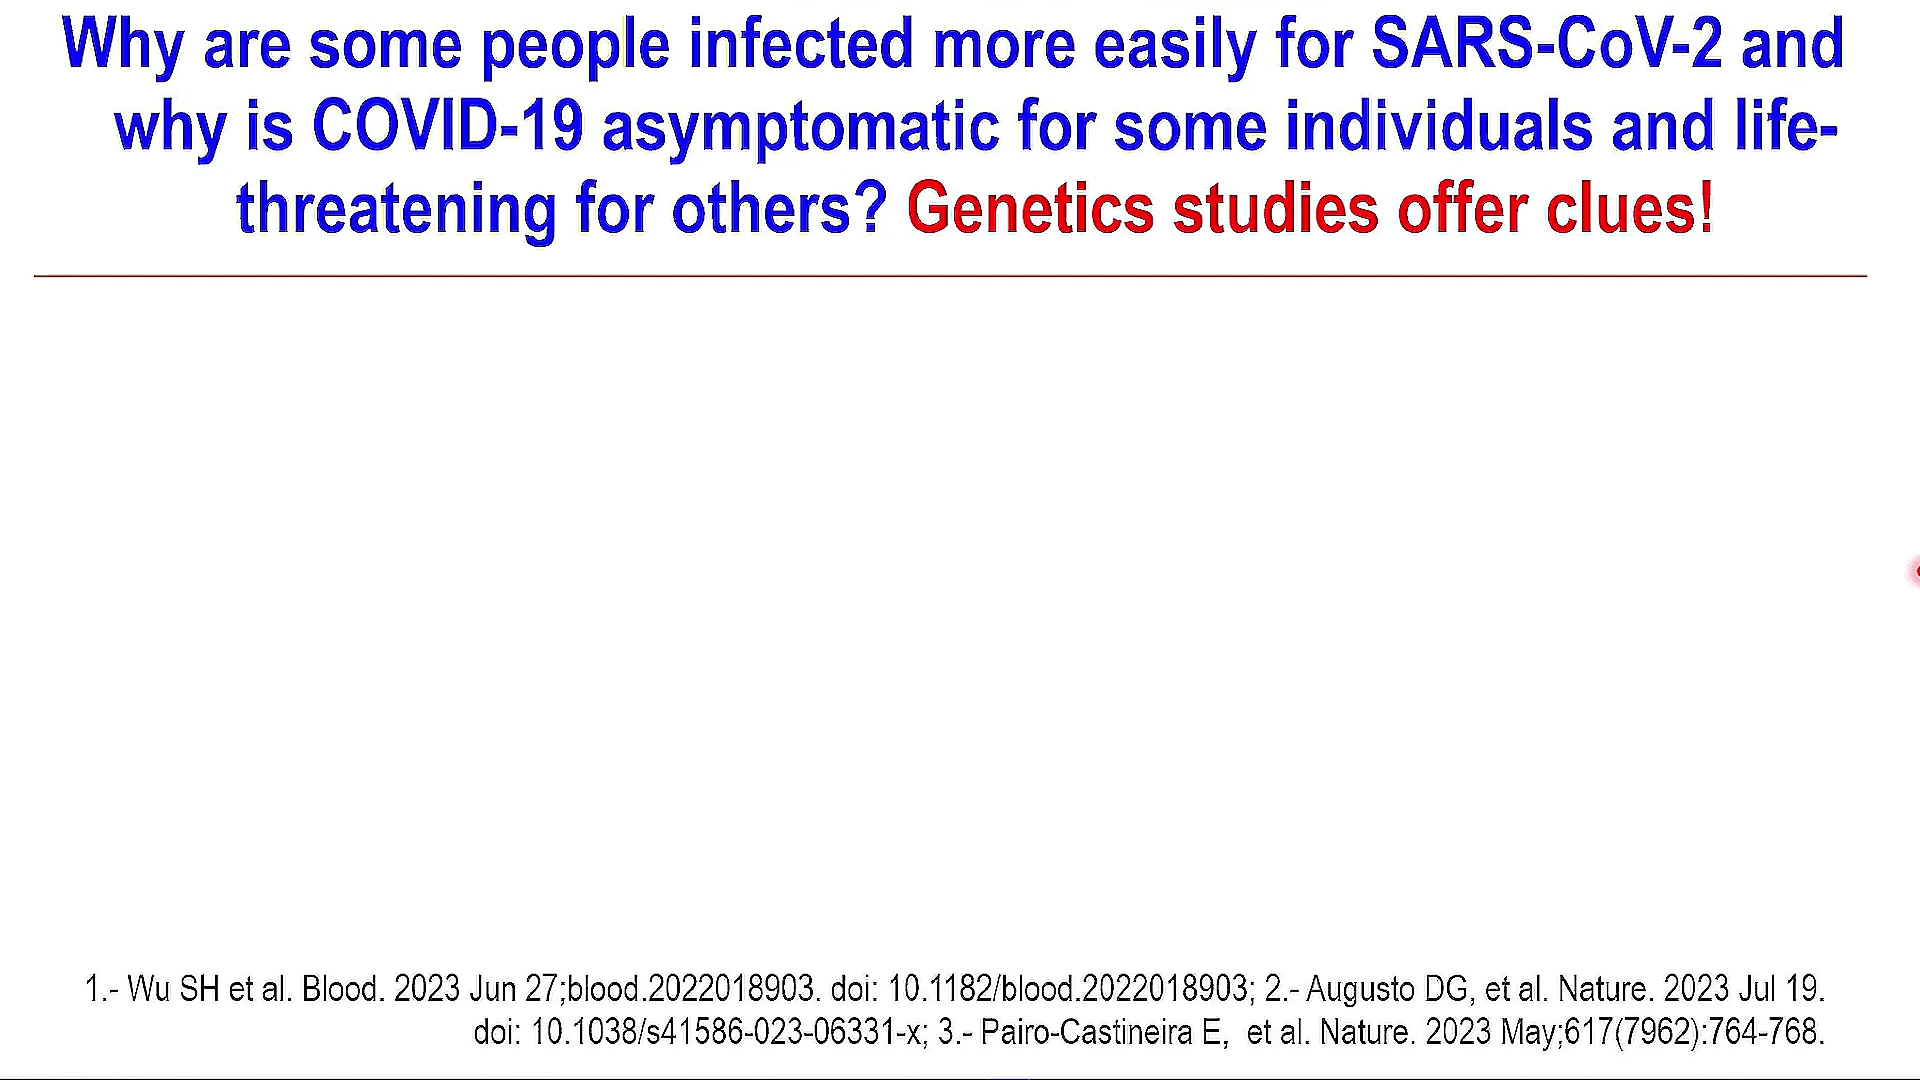 Why are some people infected more easily for SARS-CoV-2 and
why is COVID-19 asymptomatic for some individuals and life-
threatening for others? Genetics studies offer clues!
1.- Wu SH et al. Blood. 2023 Jun 27;blood.2022018903. doi: 10.1182/blood.2022018903; 2.- Augusto DG, et al. Nature. 2023 Jul 19.
doi: 10.1038/s41586-023-06331-x; 3.- Pairo-Castineira E, et al. Nature. 2023 May;617(7962):764-768.